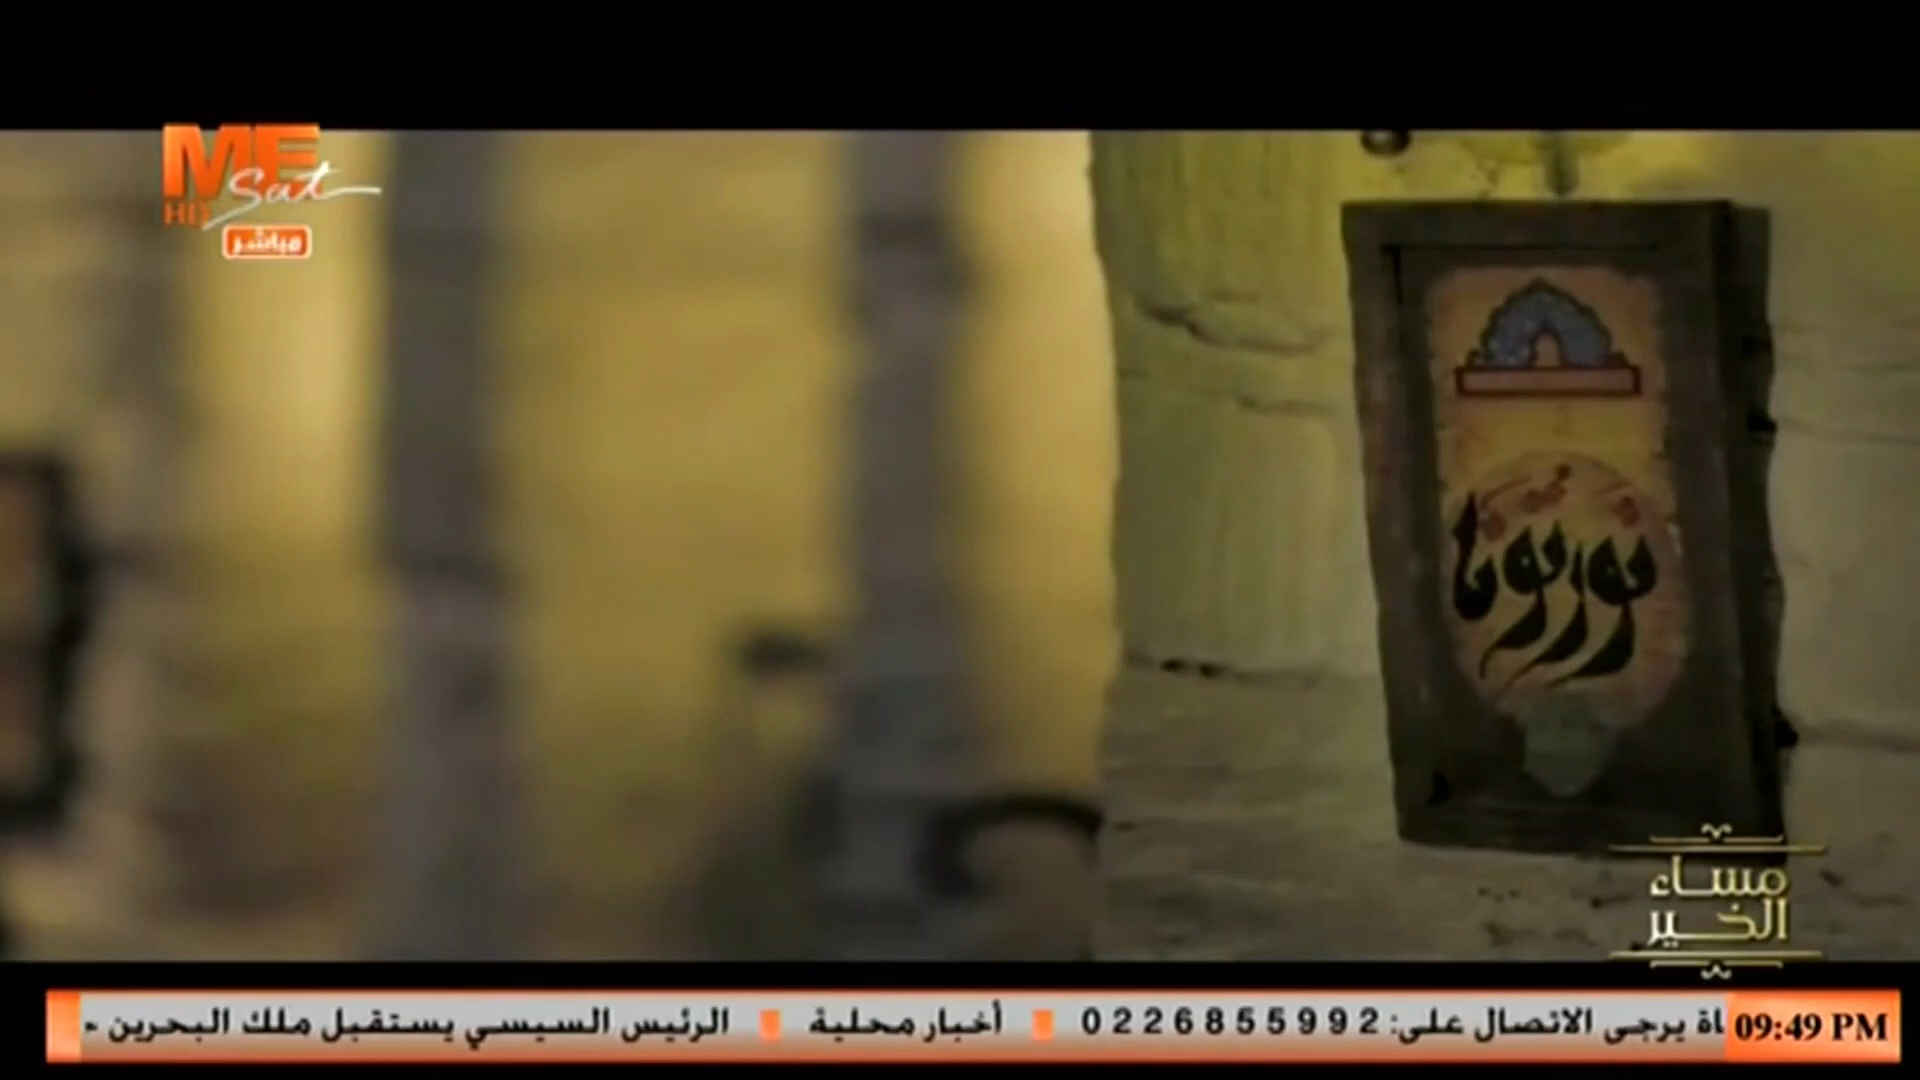 ME
Sat
HD
مباشر
نورتونا
مساء
الخير
اة يرجى الاتصال على: 0226855992 أخبار محلية الرئيس السيسي يستقبل ملك البحرين
09:49 PM